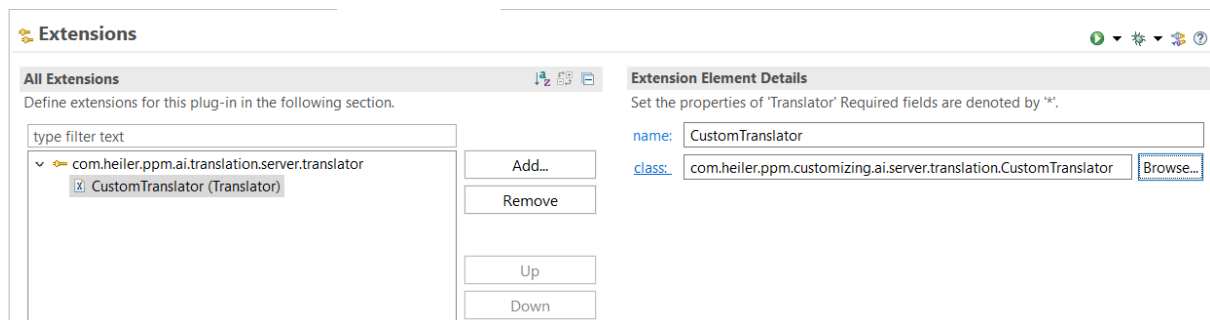 Extensions
All Extensions
Define extensions for this plug-in in the following section.
type filter text
com.heiler.ppm.ai.translation.server.translator
CustomTranslator (Translator)
Add...
Remove
Up
Down
Extension Element Details
Set the properties of 'Translator' Required fields are denoted by '*'.
name: CustomTranslator
class: com.heiler.ppm.customizing.ai.server.translation.CustomTranslator Browse...